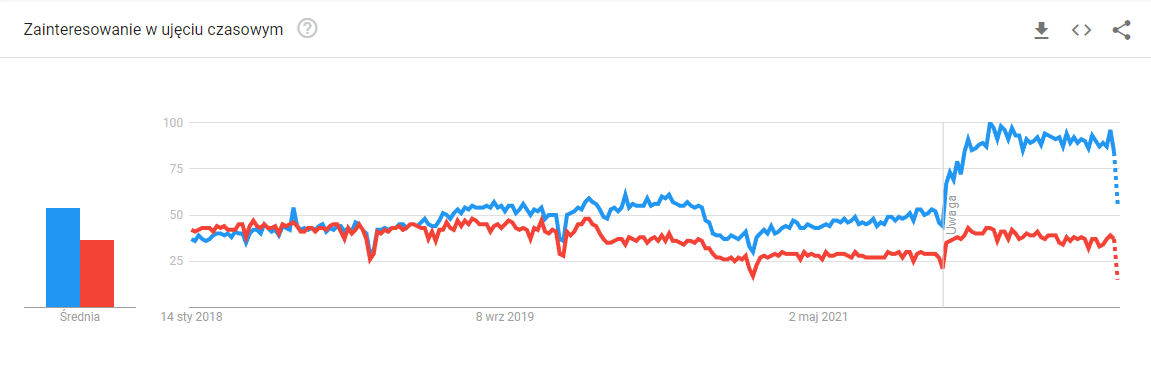 Zainteresowanie w ujęciu czasowym
100
75
50
25
Uwaga
Średnia
14 sty 2018
8 wrz 2019
2 maj 2021